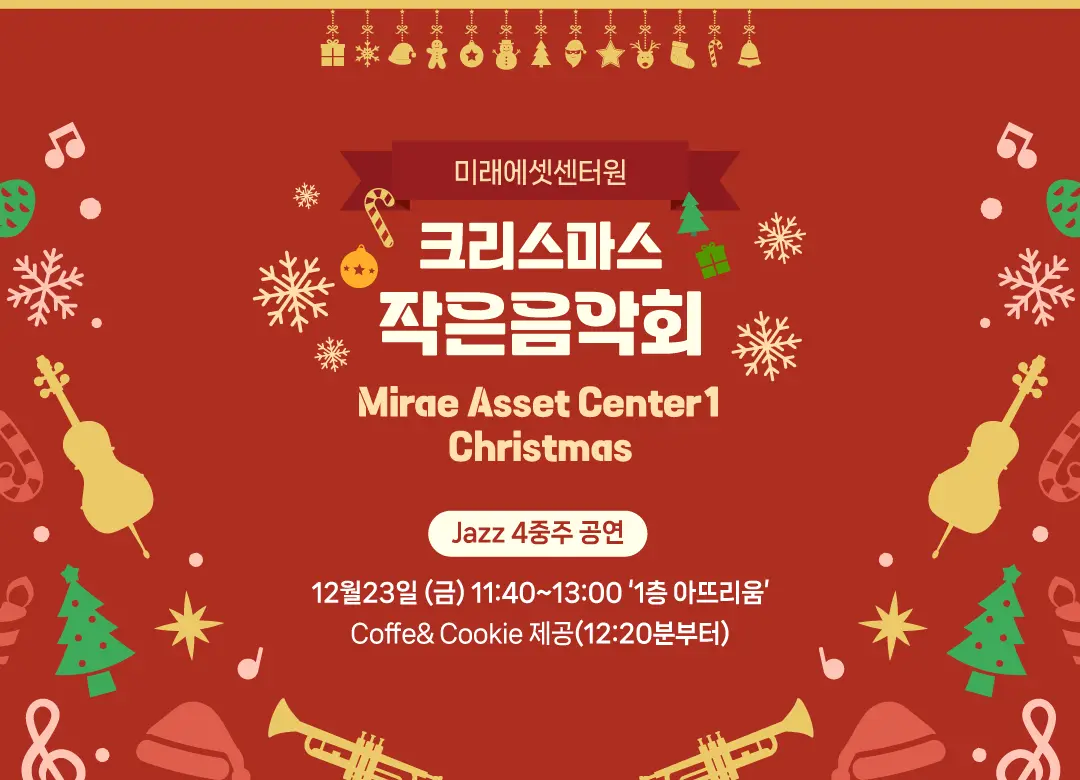 미래에셋센터원
크리스마스
작은음악회
Mirae Asset Center1
Christmas
Jazz 4중주 공연
12월23일 (금) 11:40~13:00 '1층 아뜨리움'
Coffe& Cookie 제공(12:20분부터)